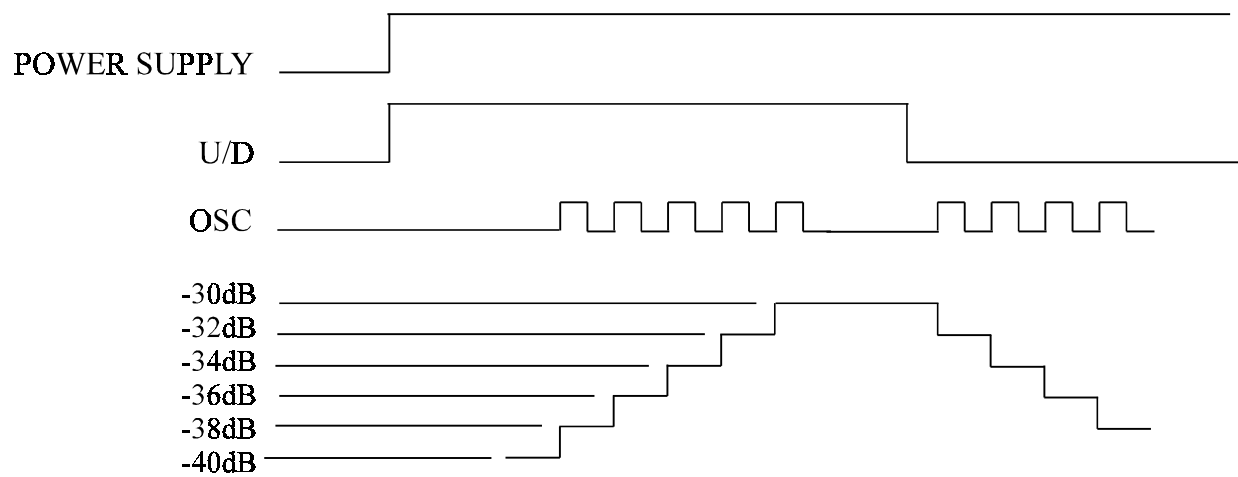 POWER SUPPLY
U/D
OSC
-30dB
-32dB
-34dB
-36dB
-38dB
-40dB